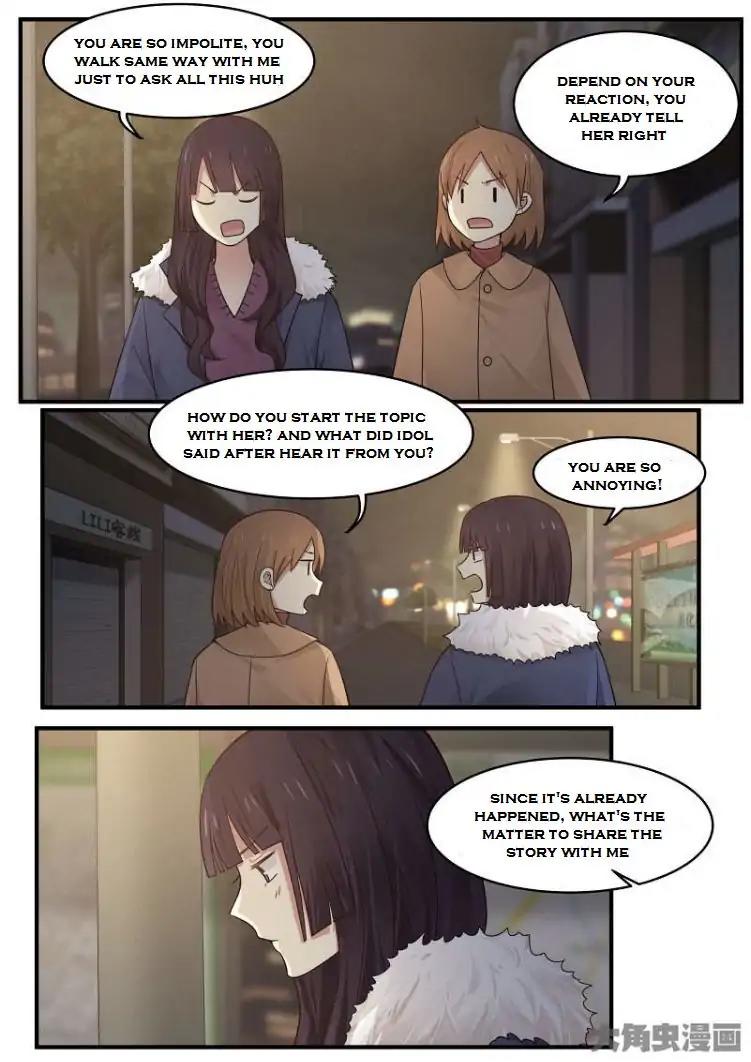 YOU ARE SO IMPOLITE, YOU
WALK SAME WAY WITH ME
JUST TO ASK ALL THIS HUH
DEPEND ON YOUR
REACTION, YOU
ALREADY TELL
HER RIGHT
HOW DO YOU START THE TOPIC
WITH HER? AND WHAT DID IDOL
SAID AFTER HEAR IT FROM YOU?
YOU ARE SO
ANNOYING!
LILI客栈
SINCE IT'S ALREADY
HAPPENED, WHAT'S THE
MATTER TO SHARE THE
STORY WITH ME
大角虫漫画